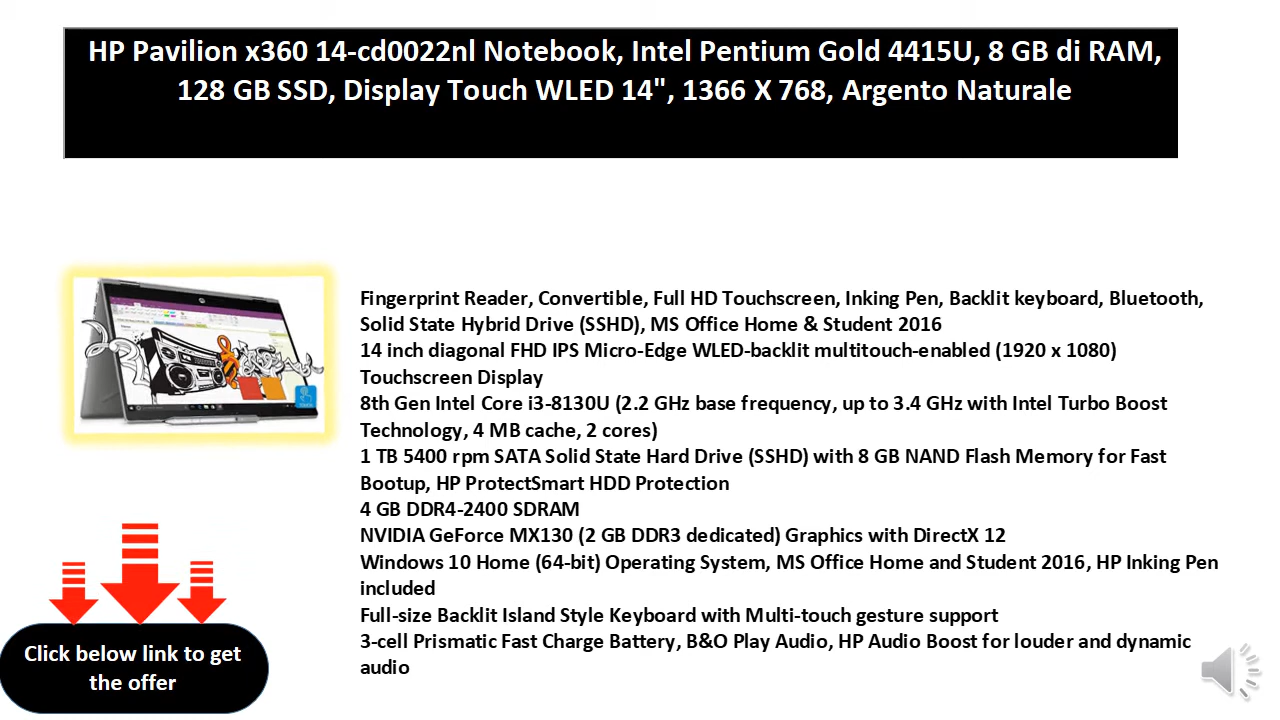 HP Pavilion x360 14-cd0022nl Notebook, Intel Pentium Gold 4415U, 8 GB di RAM,
128 GB SSD, Display Touch WLED 14", 1366 X 768, Argento Naturale
Fingerprint Reader, Convertible, Full HD Touchscreen, Inking Pen, Backlit keyboard, Bluetooth,
Solid State Hybrid Drive (SSHD), MS Office Home & Student 2016
14 inch diagonal FHD IPS Micro-Edge WLED-backlit multitouch-enabled (1920 x 1080)
Touchscreen Display
8th Gen Intel Core i3-8130U (2.2 GHz base frequency, up to 3.4 GHz with Intel Turbo Boost
Technology, 4 MB cache, 2 cores)
1 TB 5400 rpm SATA Solid State Hard Drive (SSHD) with 8 GB NAND Flash Memory for Fast
Bootup, HP ProtectSmart HDD Protection
4 GB DDR4-2400 SDRAM
NVIDIA GeForce MX130 (2 GB DDR3 dedicated) Graphics with DirectX 12
Windows 10 Home (64-bit) Operating System, MS Office Home and Student 2016, HP Inking Pen
included
Full-size Backlit Island Style Keyboard with Multi-touch gesture support
3-cell Prismatic Fast Charge Battery, B&O Play Audio, HP Audio Boost for louder and dynamic
audio
Click below link to get
the offer